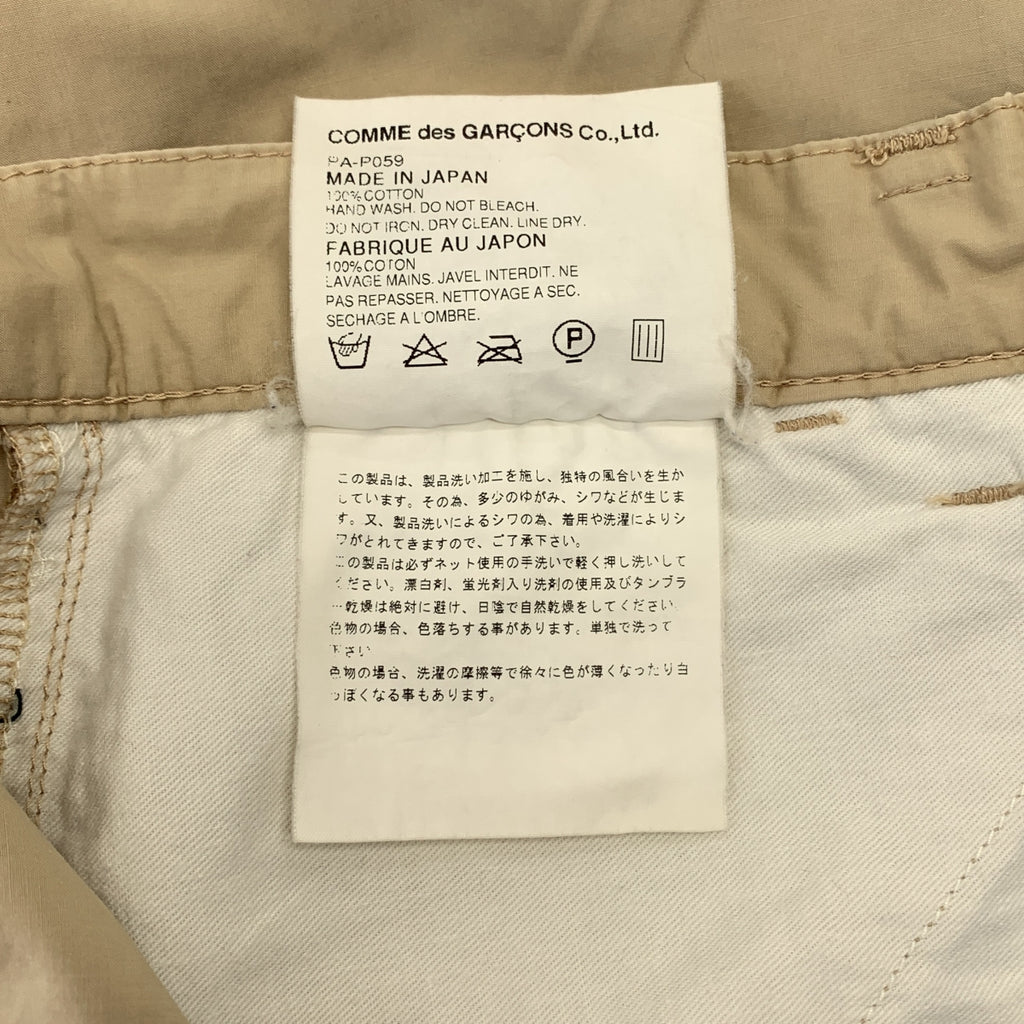 COMME des GARÇONS Co.,Ltd.
PA-P059
MADE IN JAPAN
100% COTTON
HAND WASH. DO NOT BLEACH.
DO NOT IRON. DRY CLEAN. LINE DRY.
FABRIQUE AU JAPON
100% COTON
LAVAGE MAINS. JAVEL INTERDIT. NE
PAS REPASSER. NETTOYAGE A SEC.
SECHAGE A L'OMBRE.
P
この製品は、製品洗い加工を施し、独特の風合いを生か
しています。その為、多少のゆがみ、シワなどが生じま
す。又、製品洗いによるシワの為、着用や洗濯によりシ
ワがとれてきますので、ご了承下さい。
この製品は必ずネット使用の手洗いで軽く押し洗いして
ください。漂白剤、蛍光剤入り洗剤の使用及びタンブラ
ー乾燥は絶対に避け、日陰で自然乾燥をしてください。
色物の場合、色落ちする事があります。単独で洗って
下さい
色物の場合、洗濯の摩擦等で徐々に色が薄くなったり白
っぽくなる事もあります。